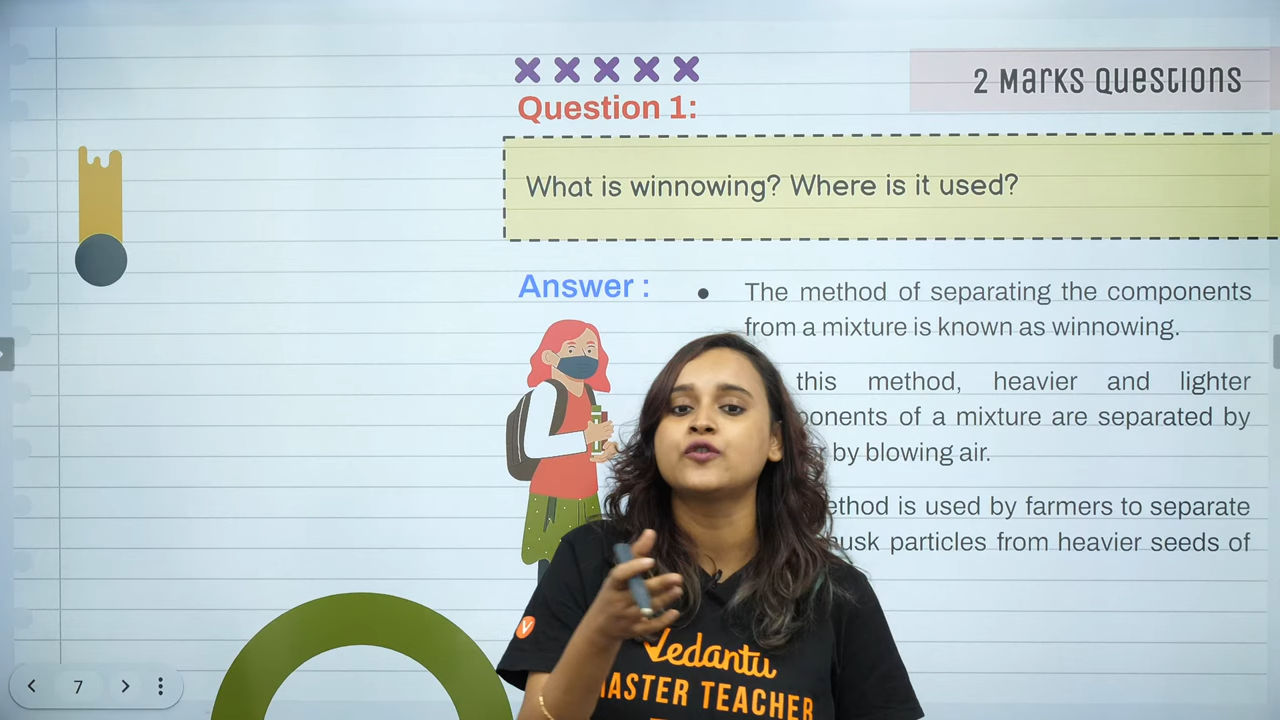 2 Marks Questions
Question 1:
What is winnowing? Where is it used?
Answer :
● The method of separating the components
from a mixture is known as winnowing.
this method, heavier and lighter
of a mixture are separated by
by blowing air.
is used by farmers to separate
husk particles from heavier seeds of
7
V
Vedantu
MASTER TEACHER